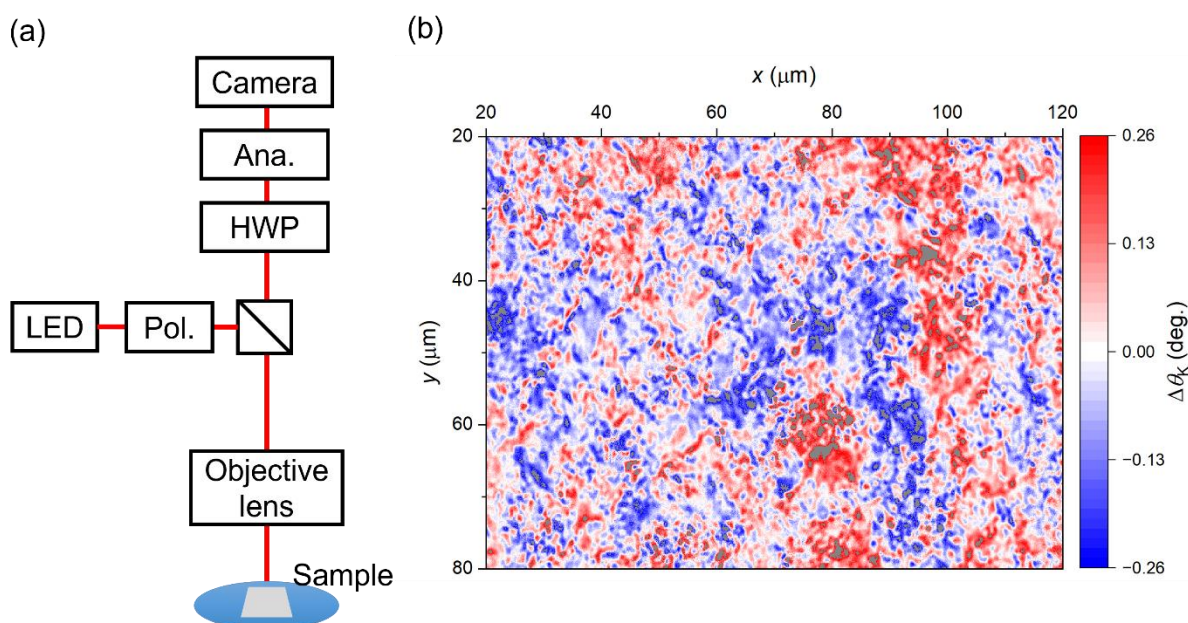 (a)
Camera
Ana.
HWP
LED
Pol.
Objective
lens
Sample
(b)
x (μm)
20 40 60 80 100 120
y (μm)
20
40
60
80
0.26
0.13
0.00
−0.13
−0.26
Δθ_K (deg.)